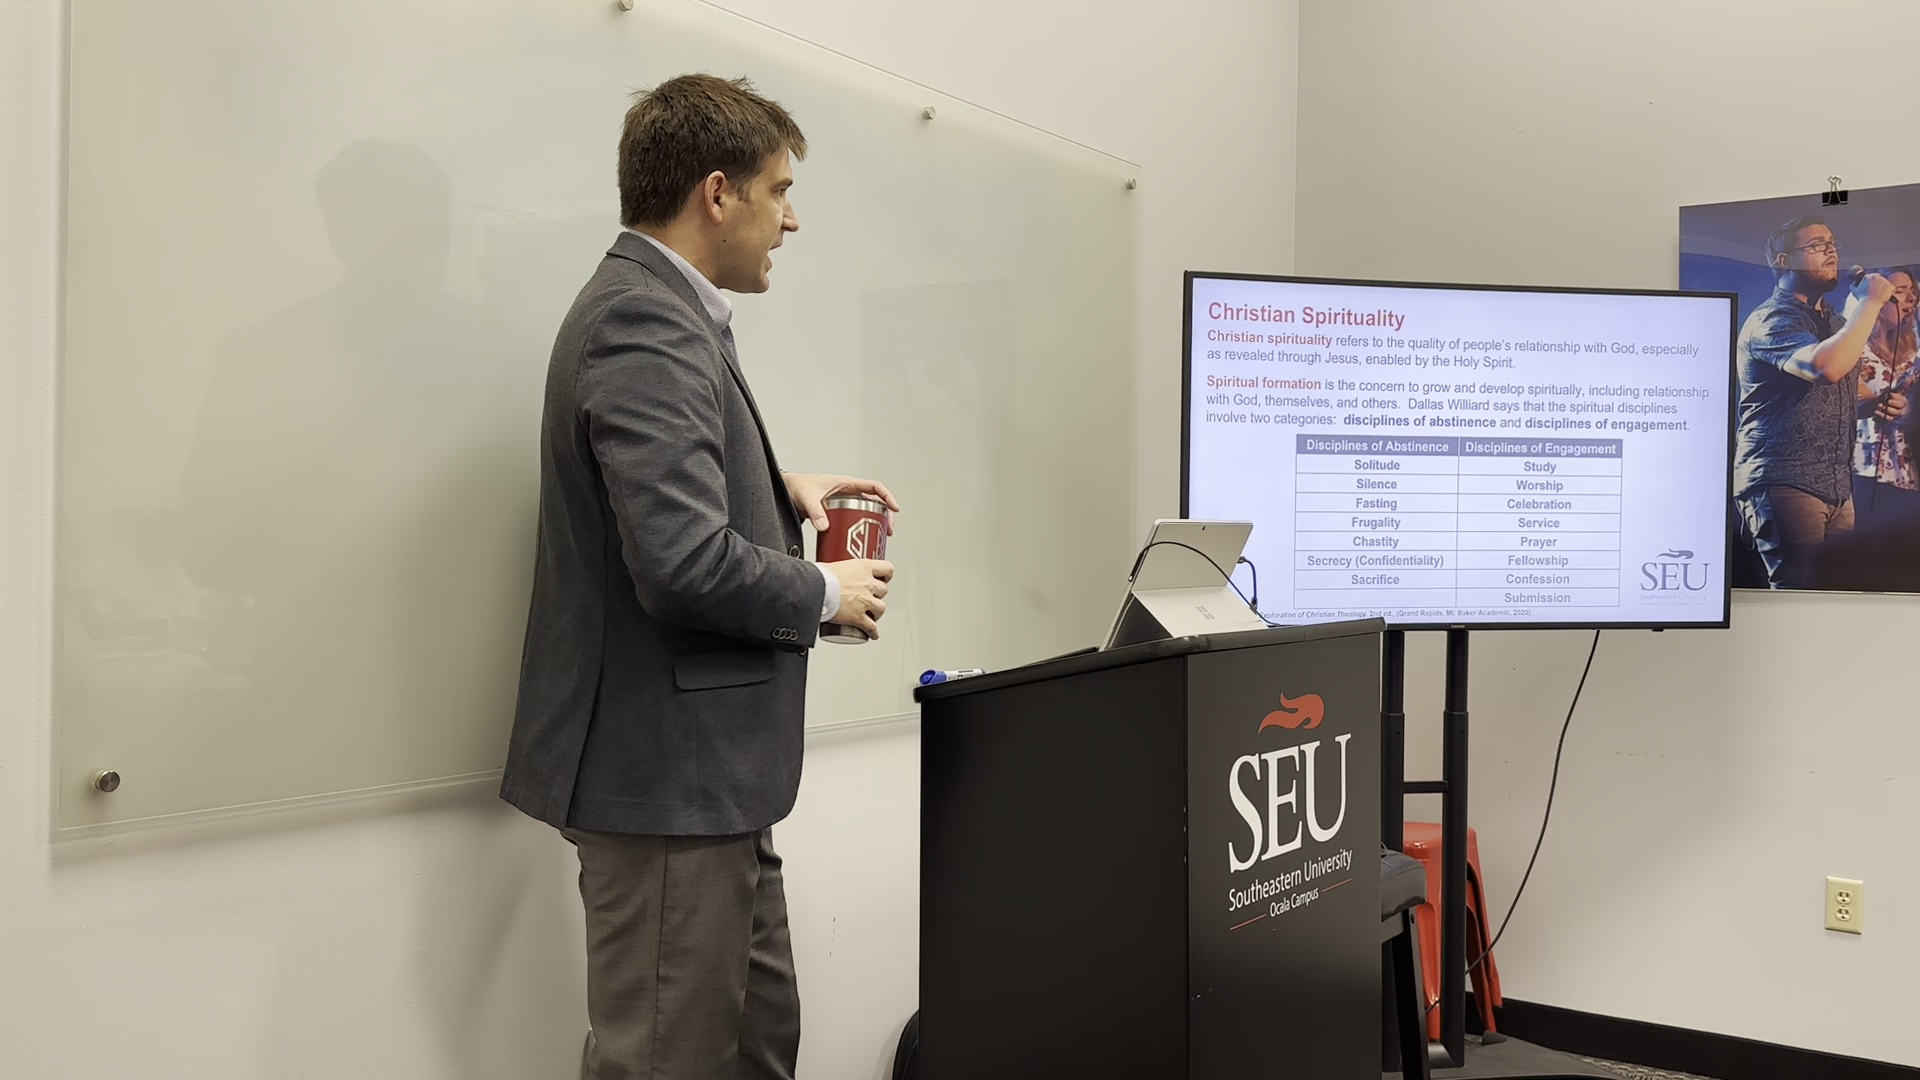 Christian Spirituality
Christian spirituality refers to the quality of people's relationship with God, especially
as revealed through Jesus, enabled by the Holy Spirit.
Spiritual formation is the concern to grow and develop spiritually, including relationship
with God, themselves, and others. Dallas Williard says that the spiritual disciplines
involve two categories: disciplines of abstinence and disciplines of engagement.
Disciplines of Abstinence Disciplines of Engagement
Solitude Study
Silence Worship
Fasting Celebration
Frugality Service
Chastity Prayer
Secrecy (Confidentiality) Fellowship
Sacrifice Confession
Submission
Exploration of Christian Theology, 2nd ed., (Grand Rapids, MI: Baker Academic, 2020).
SEU
SEU
Southeastern University
Ocala Campus